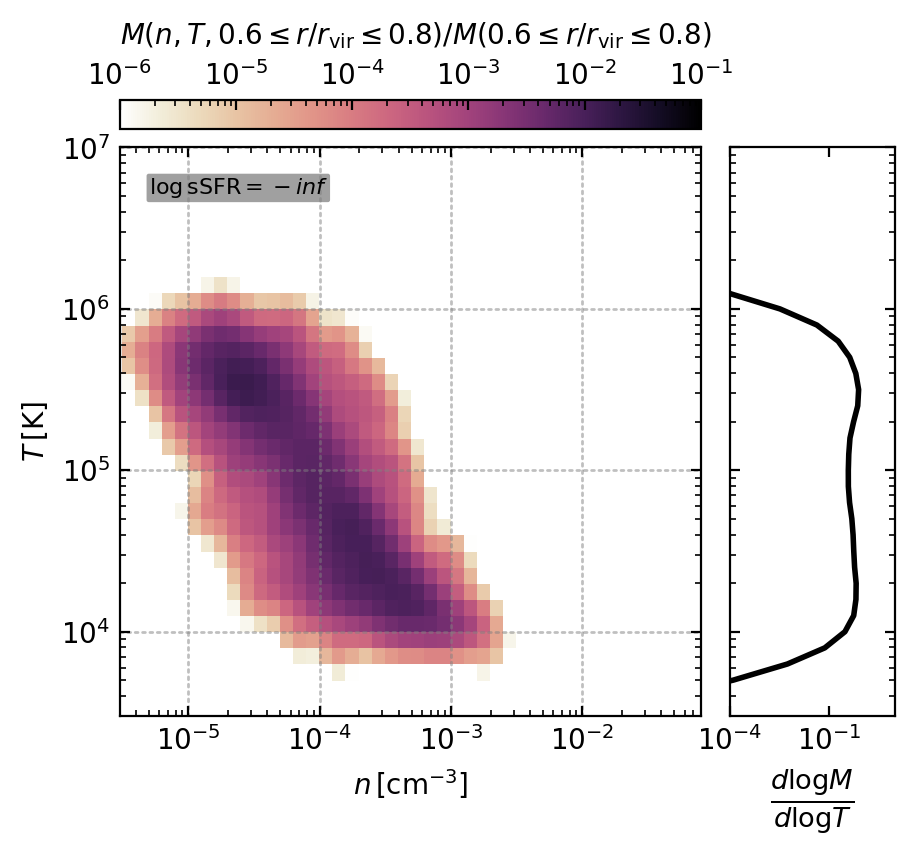 M(n, T, 0.6 ≤ r/r_vir ≤ 0.8)/M(0.6 ≤ r/r_vir ≤ 0.8)
10^−6 10^−5 10^−4 10^−3 10^−2 10^−1
10^7
log sSFR = −inf
10^6
10^5
10^4
T [K]
10^−5 10^−4 10^−3 10^−2 10^−4 10^−1
n [cm^−3]
dlogM
dlogT